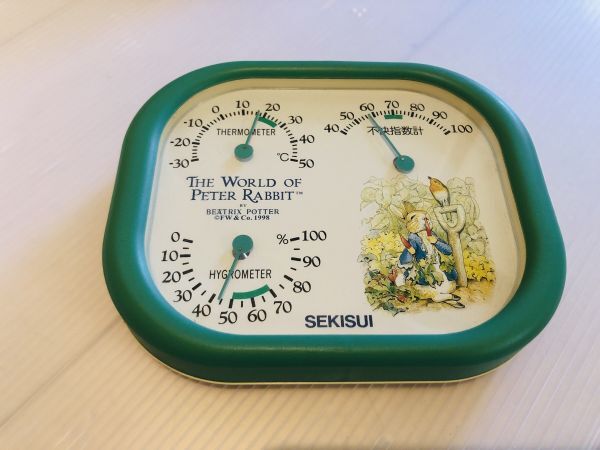 -30 -20 -10 0 10 20 30 40 50
THERMOMETER
℃
40 50 60 70 80 90 100
不快指数計
THE WORLD OF
PETER RABBIT™
BY
BEATRIX POTTER
©FW & Co. 1998
0 10 20 30 40 50 60 70 80 90 100
%
HYGROMETER
SEKISUI